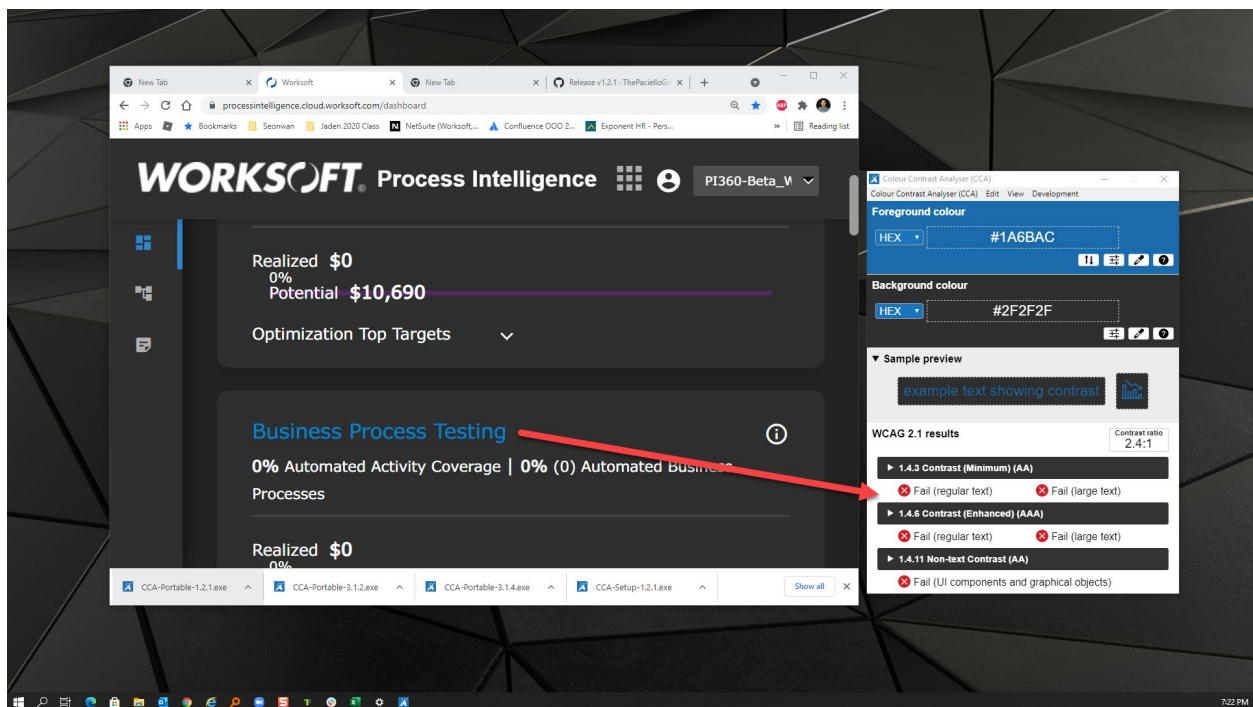 New Tab
Worksoft
New Tab
Release v1.2.1 · ThePacielloGr
processintelligence.cloud.worksoft.com/dashboard
ABP
Apps
Bookmarks
Seonwan
Jaden 2020 Class
N NetSuite (Worksoft,...
Confluence OOO 2...
Exponent HR - Pers...
»
Reading list
WORKSOFT® Process Intelligence
PI360-Beta_W
Realized $0
0%
Potential $10,690
Optimization Top Targets
Business Process Testing
0% Automated Activity Coverage | 0% (0) Automated Business
Processes
Realized $0
0%
CCA-Portable-1.2.1.exe
CCA-Portable-3.1.2.exe
CCA-Portable-3.1.4.exe
CCA-Setup-1.2.1.exe
Show all
Colour Contrast Analyser (CCA)
Colour Contrast Analyser (CCA) Edit View Development
Foreground colour
HEX
#1A6BAC
Background colour
HEX
#2F2F2F
▼ Sample preview
example text showing contrast
WCAG 2.1 results
Contrast ratio
2.4:1
▶ 1.4.3 Contrast (Minimum) (AA)
Fail (regular text) Fail (large text)
▶ 1.4.6 Contrast (Enhanced) (AAA)
Fail (regular text) Fail (large text)
▶ 1.4.11 Non-text Contrast (AA)
Fail (UI components and graphical objects)
7:22 PM